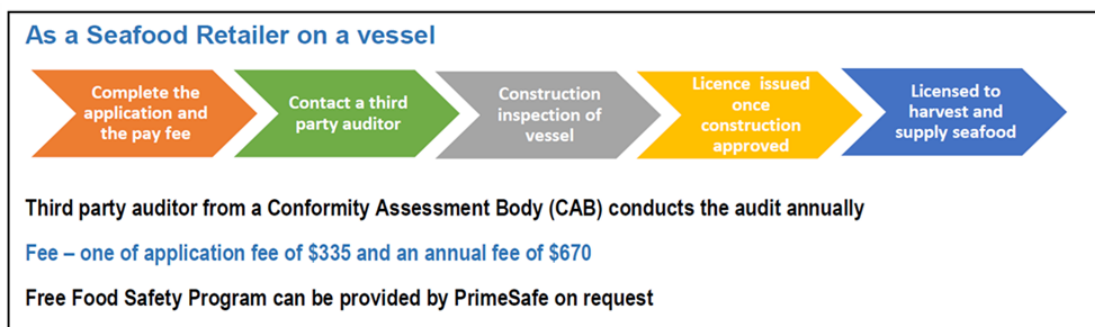 As a Seafood Retailer on a vessel
Complete the
application and
the pay fee
Contact a third
party auditor
Construction
inspection of
vessel
Licence issued
once
construction
approved
Licensed to
harvest and
supply seafood
Third party auditor from a Conformity Assessment Body (CAB) conducts the audit annually
Fee – one of application fee of $335 and an annual fee of $670
Free Food Safety Program can be provided by PrimeSafe on request